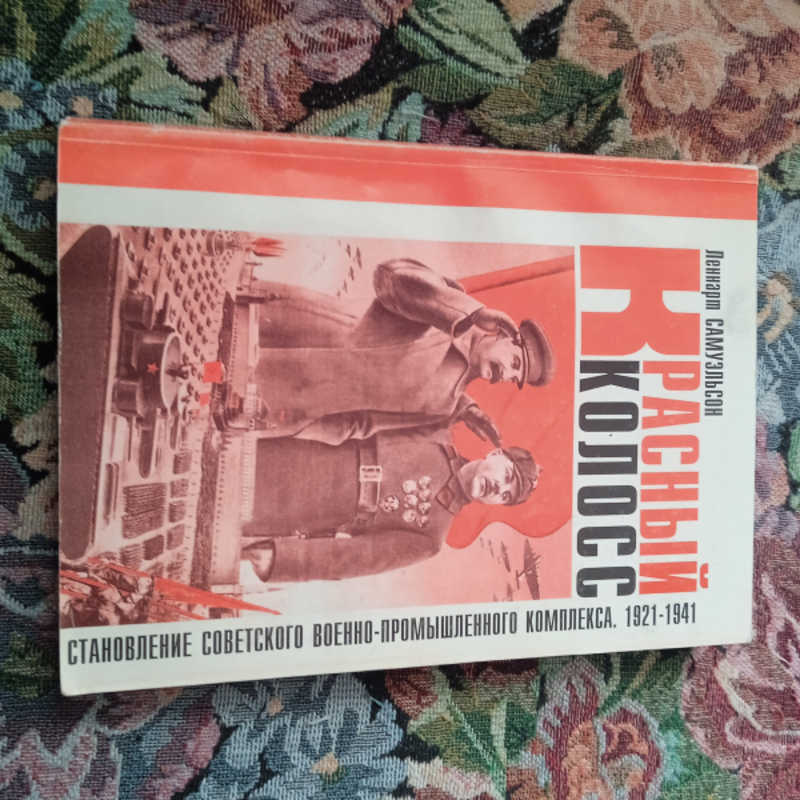 Леннарт САМУЭЛЬСОН
КРАСНЫЙ
КОЛОСС
СТАНОВЛЕНИЕ СОВЕТСКОГО ВОЕННО-ПРОМЫШЛЕННОГО КОМПЛЕКСА. 1921-1941